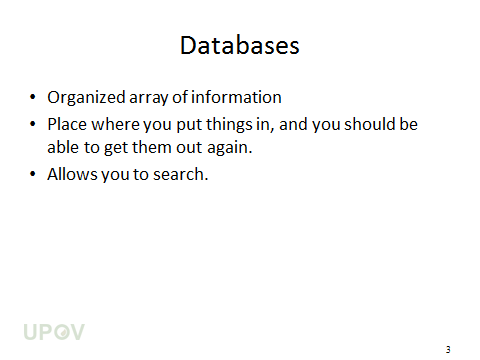 Databases
• Organized array of information
• Place where you put things in, and you should be
able to get them out again.
• Allows you to search.
UPOV
3